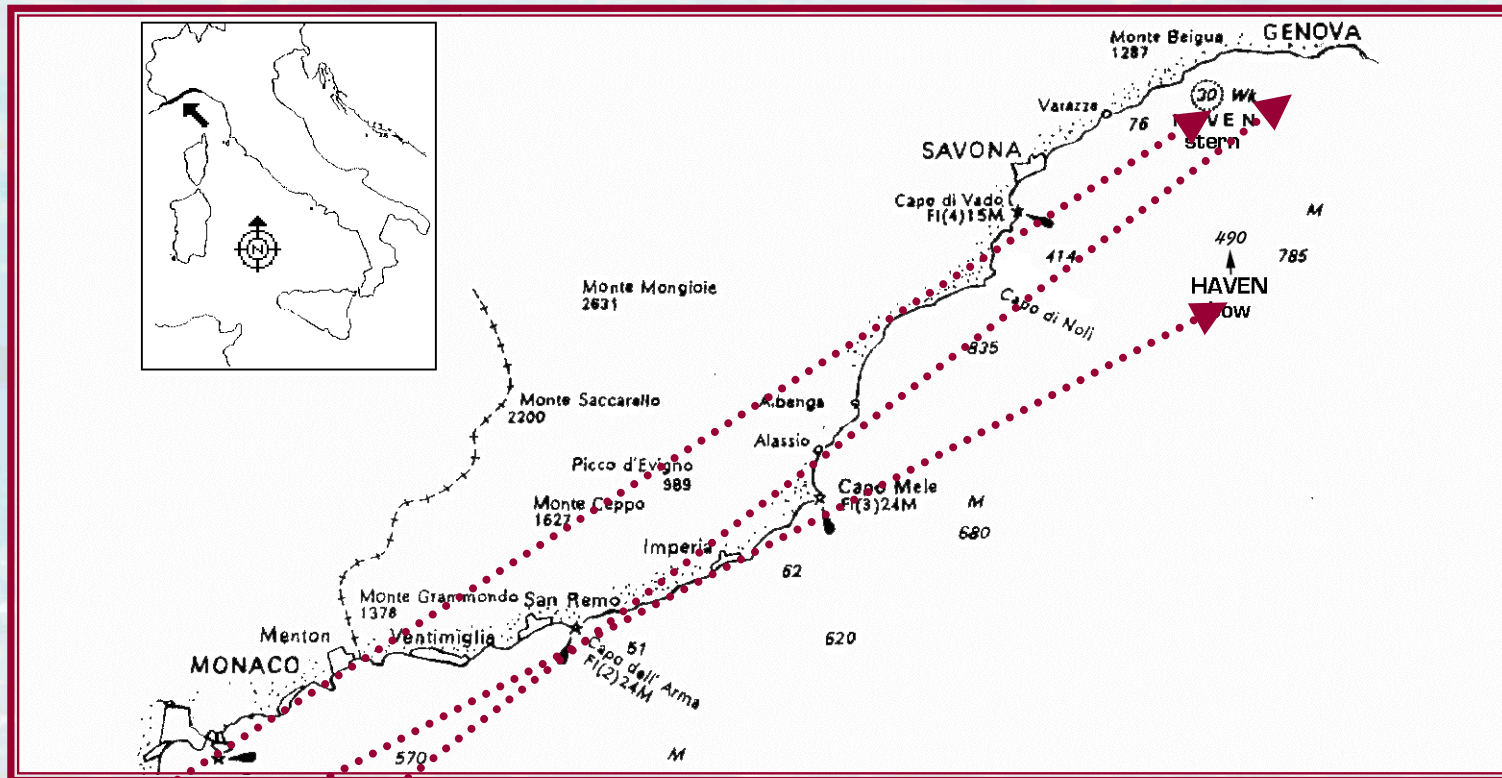 Monte Beigua
1287
GENOVA
30 Wk
Varazze
76
VEN
stern
SAVONA
Capo di Vado
Fl(4)15M
M
490
414
785
HAVEN
ow
Capo di Noli
Monte Mongioie
2631
835
Monte Saccarello
2200
Albenga
Alassio
Picco d'Evigno
989
Capo Mele
Fl(3)24M
Monte Ceppo
1627
M
680
Imperia
62
Monte Grammondo
1378
San Remo
Menton
Ventimiglia
51
620
MONACO
Capo dell' Arma
Fl(2)24M
570
M
N